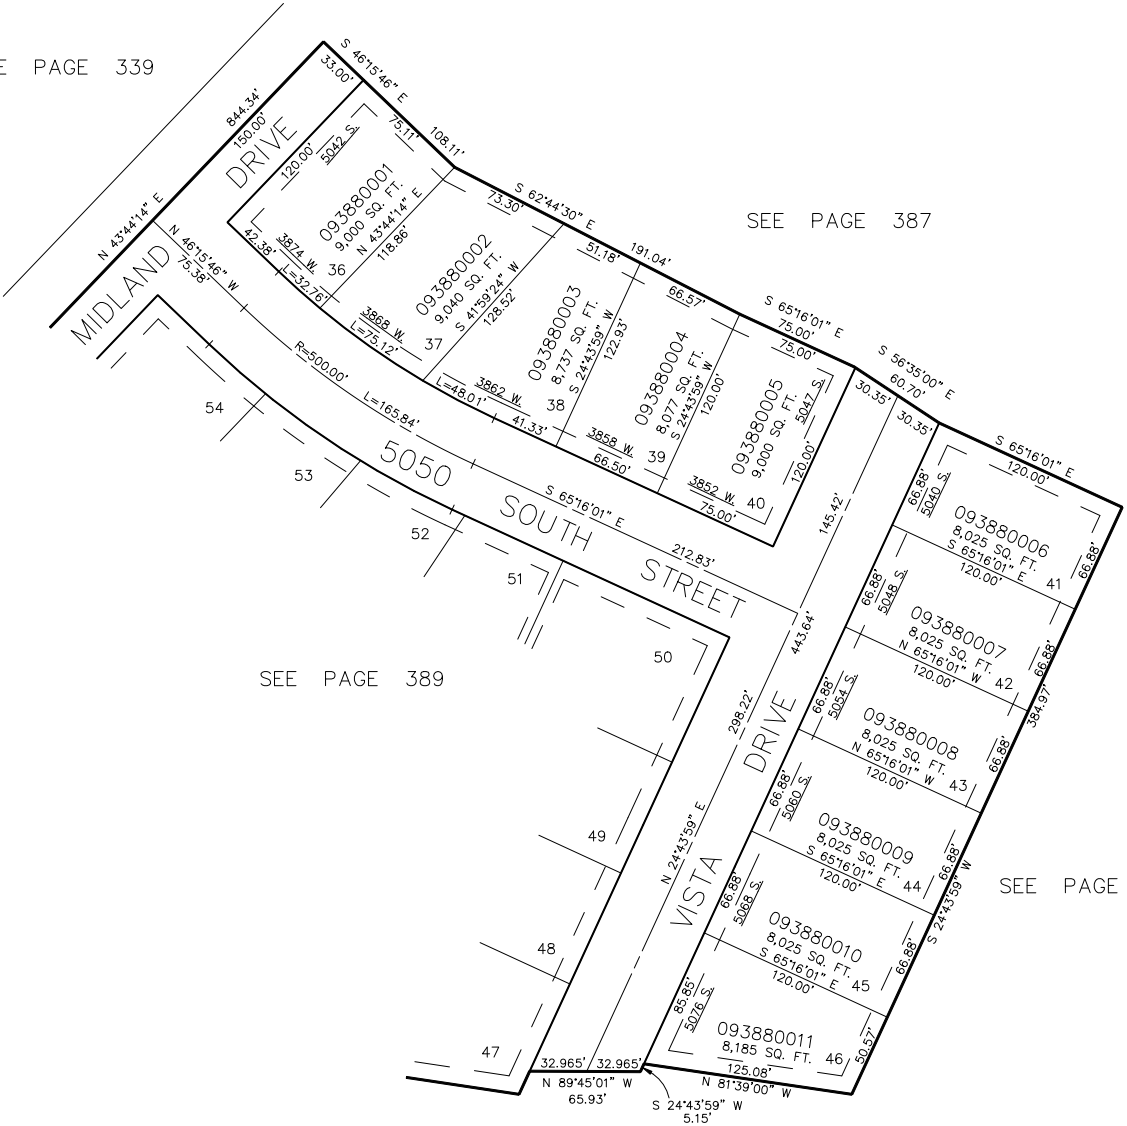 E PAGE 339
S 46°15'46" E
33.00'
844.34'
150.00'
DRIVE
75.11'
108.11'
5042 S.
120.00'
093880001
9,000 SQ. FT.
N 43°44'14" E
118.86'
42.38'
3874 W.
36
L=32.76'
N 43°44'14" E
MIDLAND
N 46°15'46" W
75.38'
S 62°44'30" E
73.30'
191.04'
093880002
9,040 SQ. FT.
S 41°59'24" W
128.52'
3868 W.
L=75.12'
37
51.18'
093880003
8,737 SQ. FT.
S 24°43'59" W
122.93'
3862 W.
L=48.01'
41.33'
38
SEE PAGE 387
66.57'
S 65°16'01" E
75.00'
75.00'
093880004
8,077 SQ. FT.
S 24°43'59" W
120.00'
3858 W.
66.50'
39
093880005
9,000 SQ. FT.
5047 S.
120.00'
3852 W.
75.00'
40
S 56°35'00" E
60.70'
30.35'
30.35'
R=500.00'
L=165.84'
5050 SOUTH STREET
S 65°16'01" E
212.83'
54
53
52
51
50
49
48
47
SEE PAGE 389
145.42'
443.64'
298.22'
N 24°43'59" E
VISTA DRIVE
S 65°16'01" E
120.00'
66.88'
5040 S.
093880006
8,025 SQ. FT.
S 65°16'01" E
120.00'
41
66.88'
66.88'
5048 S.
093880007
8,025 SQ. FT.
N 65°16'01" W
120.00'
42
66.88'
384.97'
66.88'
5054 S.
093880008
8,025 SQ. FT.
N 65°16'01" W
120.00'
43
66.88'
66.88'
5060 S.
093880009
8,025 SQ. FT.
S 65°16'01" E
120.00'
44
66.88'
S 24°43'59" W
SEE PAGE
66.88'
5068 S.
093880010
8,025 SQ. FT.
S 65°16'01" E
120.00'
45
66.88'
85.85'
5076 S.
093880011
8,185 SQ. FT.
46
50.57'
125.08'
N 81°39'00" W
32.965' 32.965'
N 89°45'01" W
65.93'
S 24°43'59" W
5.15'